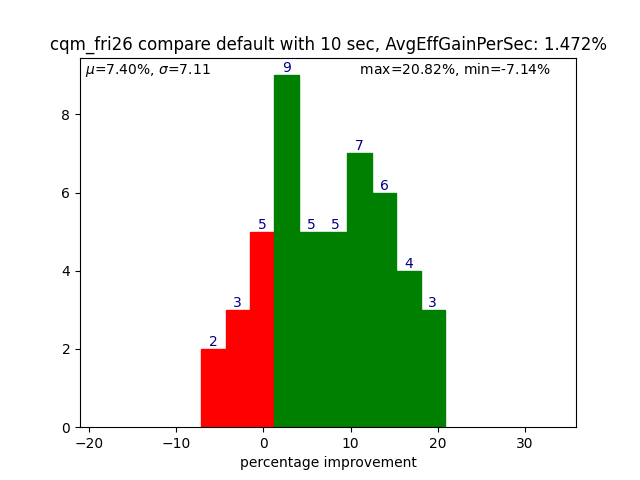 cqm_fri26 compare default with 10 sec, AvgEffGainPerSec: 1.472%
μ=7.40%, σ=7.11 max=20.82%, min=-7.14%
9
8
7
6
6
5 5 5
4
4
3 3
2
2
0
−20 −10 0 10 20 30
percentage improvement